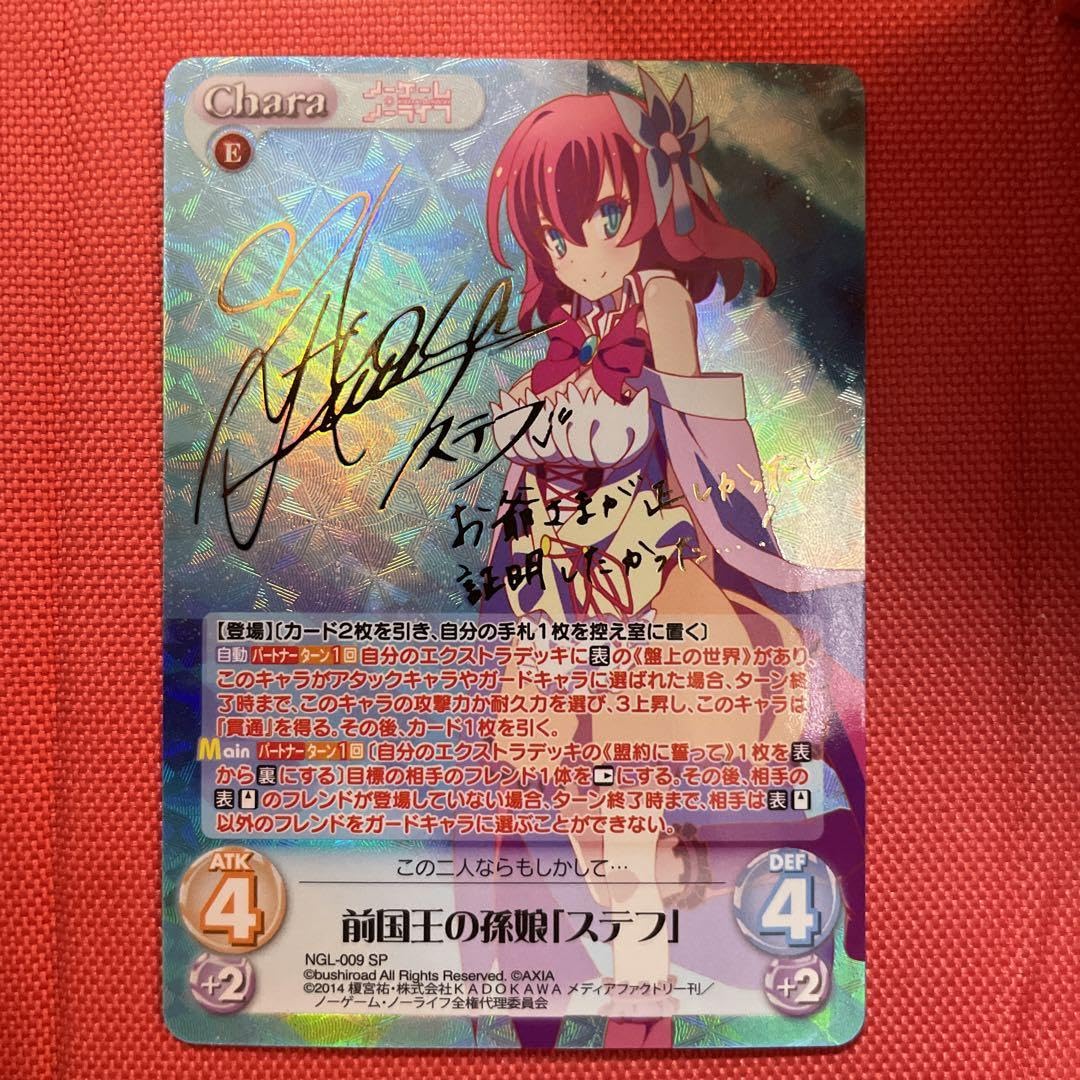 Chara
ノーゲーム
ノーライフ
E
ステフ
お爺さまが正しかったと
証明したかった…!
【登場】〔カード2枚を引き、自分の手札1枚を控え室に置く〕
自動 パートナー ターン1回 自分のエクストラデッキに表の《盤上の世界》があり、
このキャラがアタックキャラやガードキャラに選ばれた場合、ターン終
了時まで、このキャラの攻撃力か耐久力を選び、3上昇し、このキャラは
「貫通」を得る。その後、カード1枚を引く。
Main パートナー ターン1回 〔自分のエクストラデッキの《盟約に誓って》1枚を表
から裏にする〕目標の相手のフレンド1体を にする。その後、相手の
表 のフレンドが登場していない場合、ターン終了時まで、相手は表
以外のフレンドをガードキャラに選ぶことができない。
ATK
4
+2
この二人ならもしかして…
前国王の孫娘「ステフ」
DEF
4
+2
NGL-009 SP
©bushiroad All Rights Reserved. ©AXIA
©2014 榎宮祐・株式会社KADOKAWA メディアファクトリー刊／
ノーゲーム・ノーライフ全権代理委員会